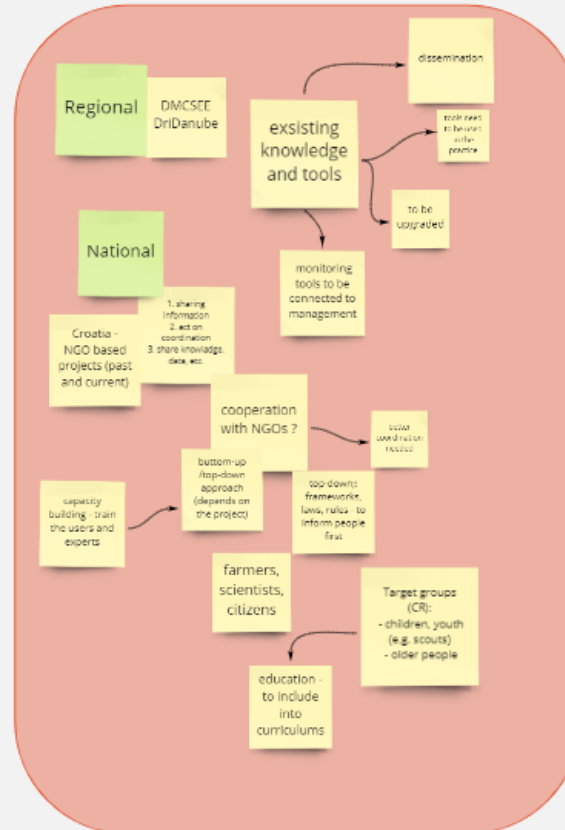 dissemination
Regional
DMCSEE
DriDanube
exsisting
knowledge
and tools
tools need
to be used
in the
practice
to be
upgraded
National
monitoring
tools to be
connected to
management
1. sharing
information
2. act on
coordination
3. share knowledge,
data, etc.
Croatia -
NGO based
projects (past
and current)
cooperation
with NGOs ?
better
coordination
needed
buttom-up
/top-down
approach
(depends on
the project)
top-down:
frameworks,
laws, rules - to
inform people
first
capacity
building - train
the users and
experts
farmers,
scientists,
citizens
Target groups
(CR):
- children, youth
(e.g. scouts)
- older people
education -
to include
into
curriculums